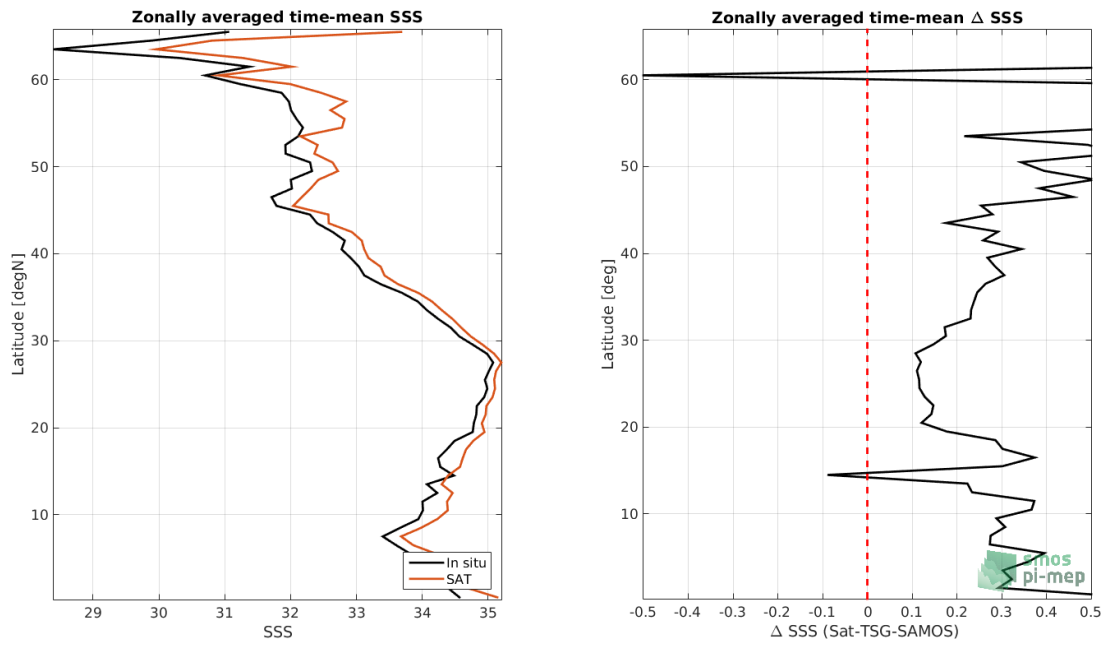 Zonally averaged time-mean SSS
60
50
40
30
20
10
Latitude [degN]
29 30 31 32 33 34 35
SSS
In situ
SAT
Zonally averaged time-mean Δ SSS
60
50
40
30
20
10
Latitude [deg]
-0.5 -0.4 -0.3 -0.2 -0.1 0 0.1 0.2 0.3 0.4 0.5
Δ SSS (Sat-TSG-SAMOS)
smos
pi-mep